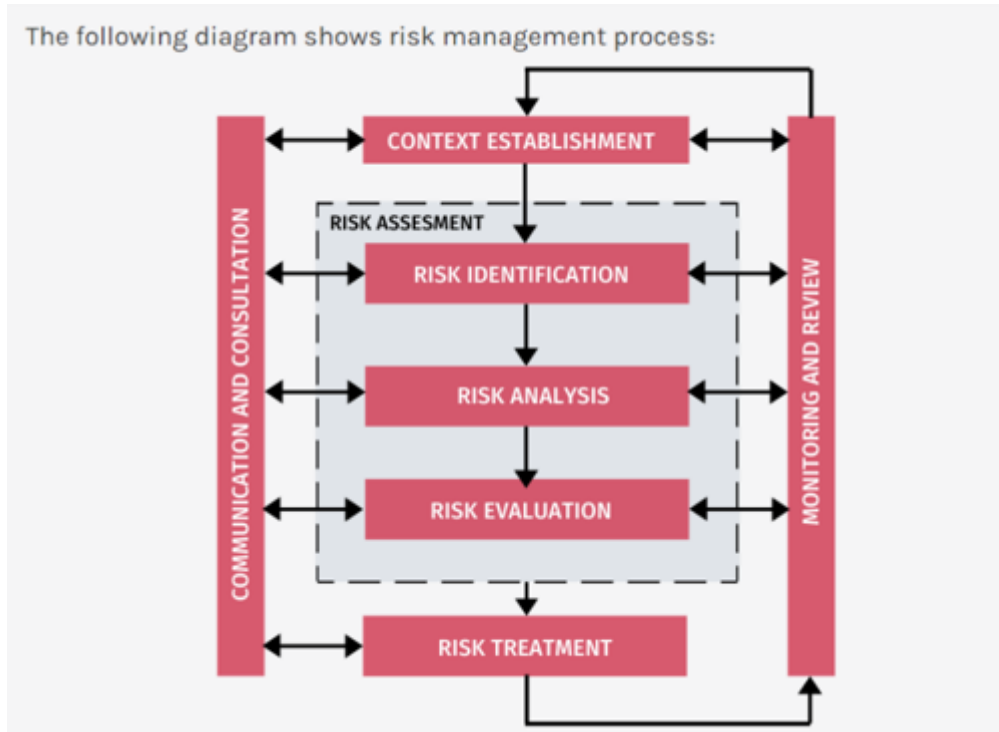 The following diagram shows risk management process:
CONTEXT ESTABLISHMENT
RISK ASSESMENT
RISK IDENTIFICATION
RISK ANALYSIS
RISK EVALUATION
RISK TREATMENT
COMMUNICATION AND CONSULTATION
MONITORING AND REVIEW